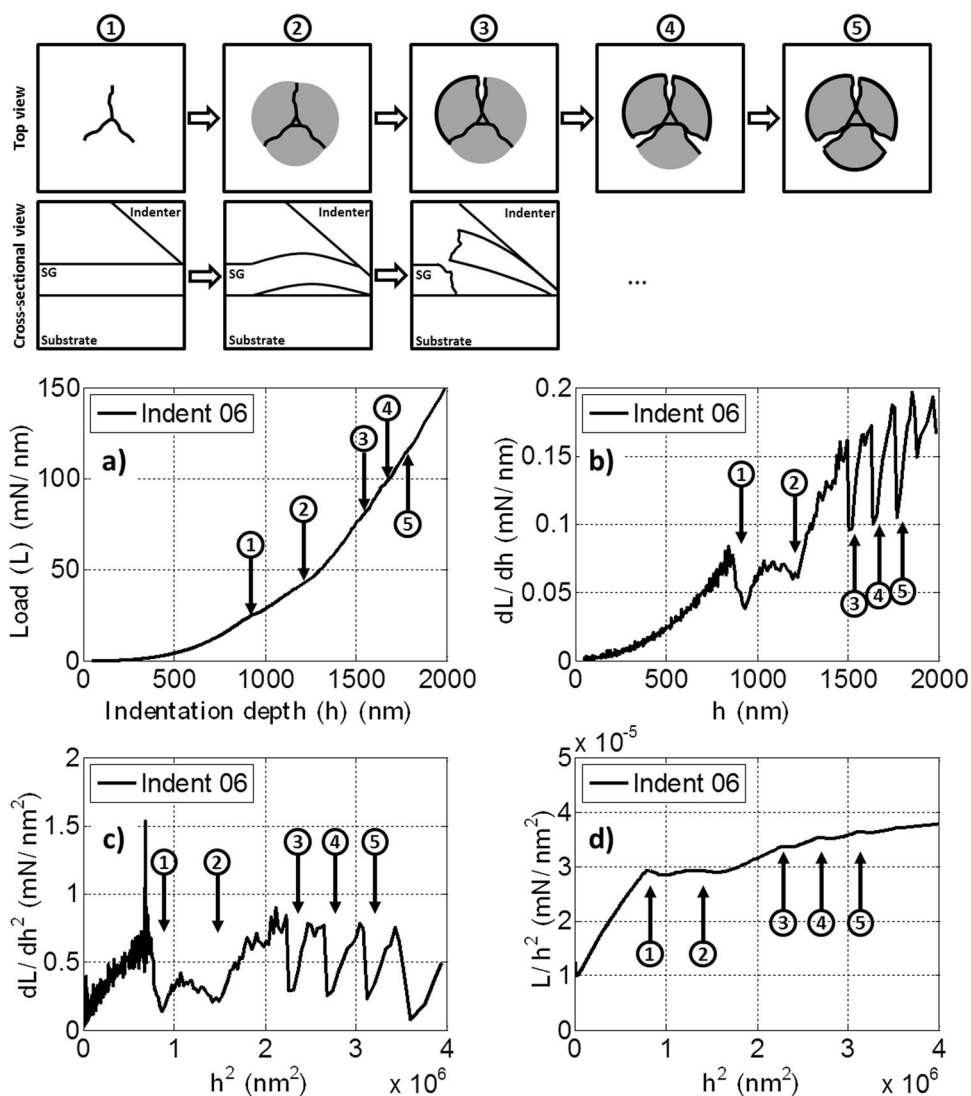 ① ② ③ ④ ⑤
Top view
Cross-sectional view
Indenter
SG
Substrate
Indenter
SG
Substrate
Indenter
SG
Substrate
...
a)
Indent 06
① ② ③ ④ ⑤
Load (L) (mN/nm)
150
100
50
0
0 500 1000 1500 2000
Indentation depth (h) (nm)
b)
Indent 06
① ② ③ ④ ⑤
dL/dh (mN/nm)
0.2
0.15
0.1
0.05
0
0 500 1000 1500 2000
h (nm)
c)
Indent 06
① ② ③ ④ ⑤
dL/dh² (mN/nm²)
2
1.5
1
0.5
0
0 1 2 3 4
x 10⁶
h² (nm²)
d)
x 10⁻⁵
Indent 06
① ② ③ ④ ⑤
L/h² (mN/nm²)
5
4
3
2
1
0
0 1 2 3 4
x 10⁶
h² (nm²)